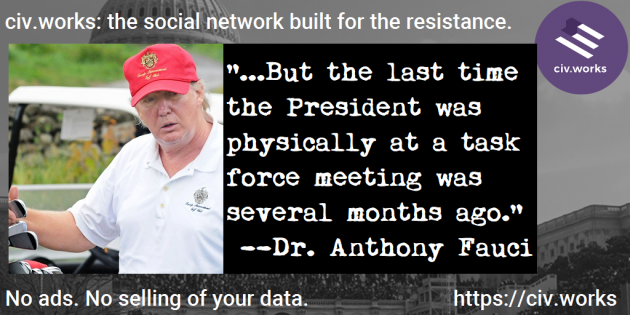 civ.works: the social network built for the resistance.
civ.works
"...But the last time
the President was
physically at a task
force meeting was
several months ago."
--Dr. Anthony Fauci
No ads. No selling of your data.
https://civ.works